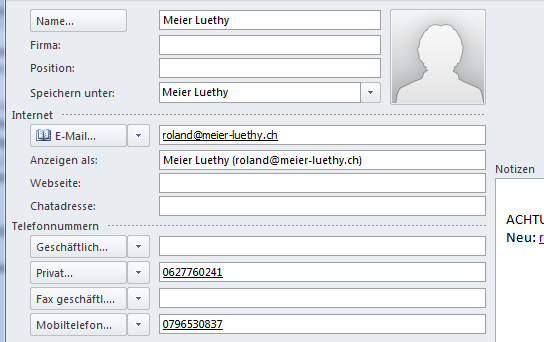 Name... Meier Luethy
Firma:
Position:
Speichern unter: Meier Luethy
Internet
E-Mail... roland@meier-luethy.ch
Anzeigen als: Meier Luethy (roland@meier-luethy.ch)
Webseite:
Notizen
Chatadresse:
Telefonnummern
ACHTU
Geschäftlich...
Neu: r
Privat... 0627760241
Fax geschäftl....
Mobiltelefon... 0796530837